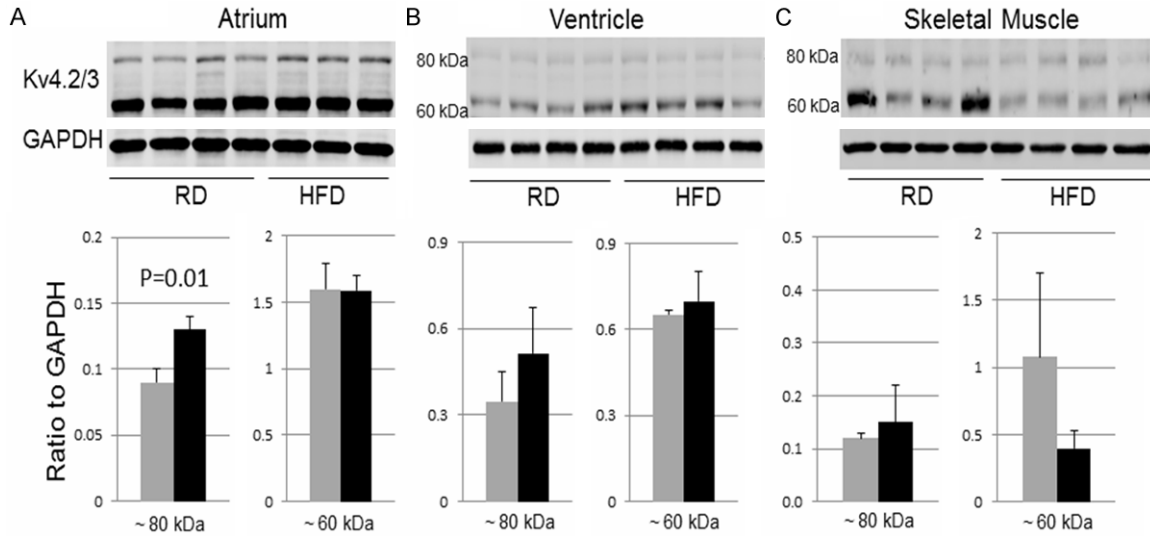 A Atrium
Kv4.2/3
GAPDH
RD HFD
B Ventricle
80 kDa
60 kDa
RD HFD
C Skeletal Muscle
80 kDa
60 kDa
RD HFD
Ratio to GAPDH
0.2
0.15
0.1
0.05
0
P=0.01
~ 80 kDa
2
1.5
1
0.5
0
~ 60 kDa
0.9
0.6
0.3
0
~ 80 kDa
0.9
0.6
0.3
0
~ 60 kDa
0.5
0.4
0.3
0.2
0.1
0.0
~ 80 kDa
2
1.5
1
0.5
0
~ 60 kDa